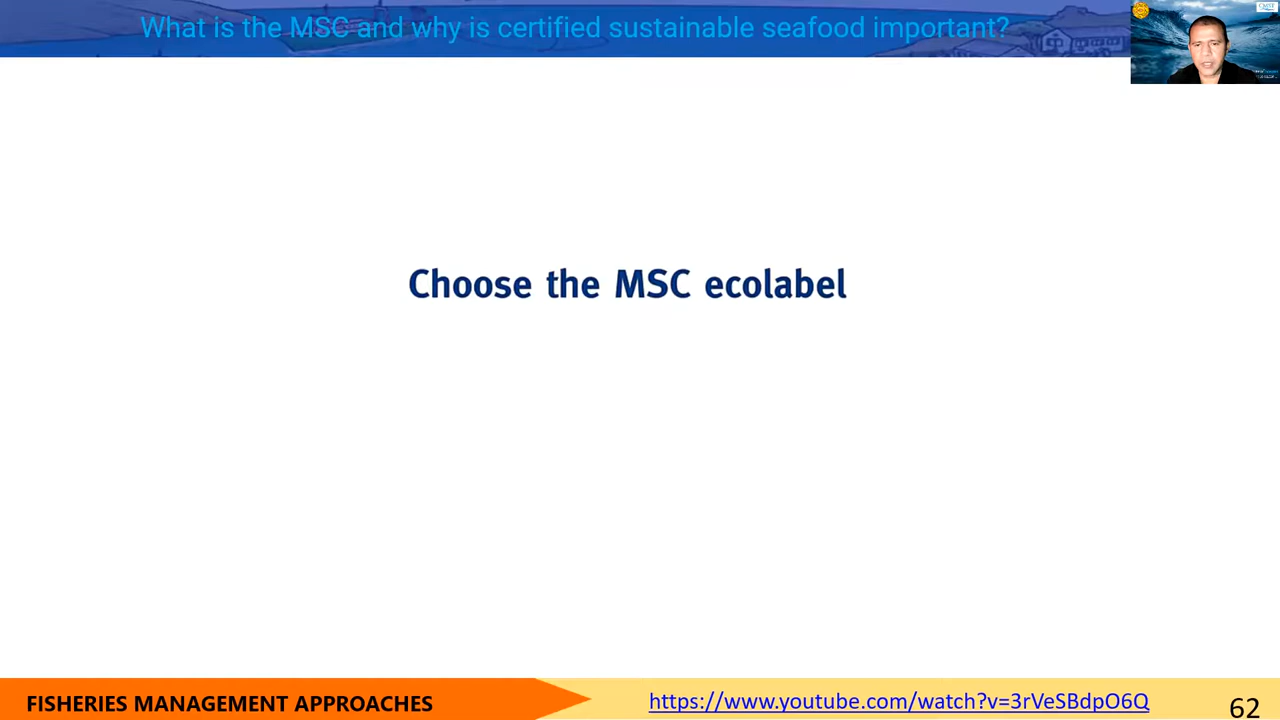 What is the MSC and why is certified sustainable seafood important?
Choose the MSC ecolabel
FISHERIES MANAGEMENT APPROACHES
https://www.youtube.com/watch?v=3rVeSBdpO6Q
62